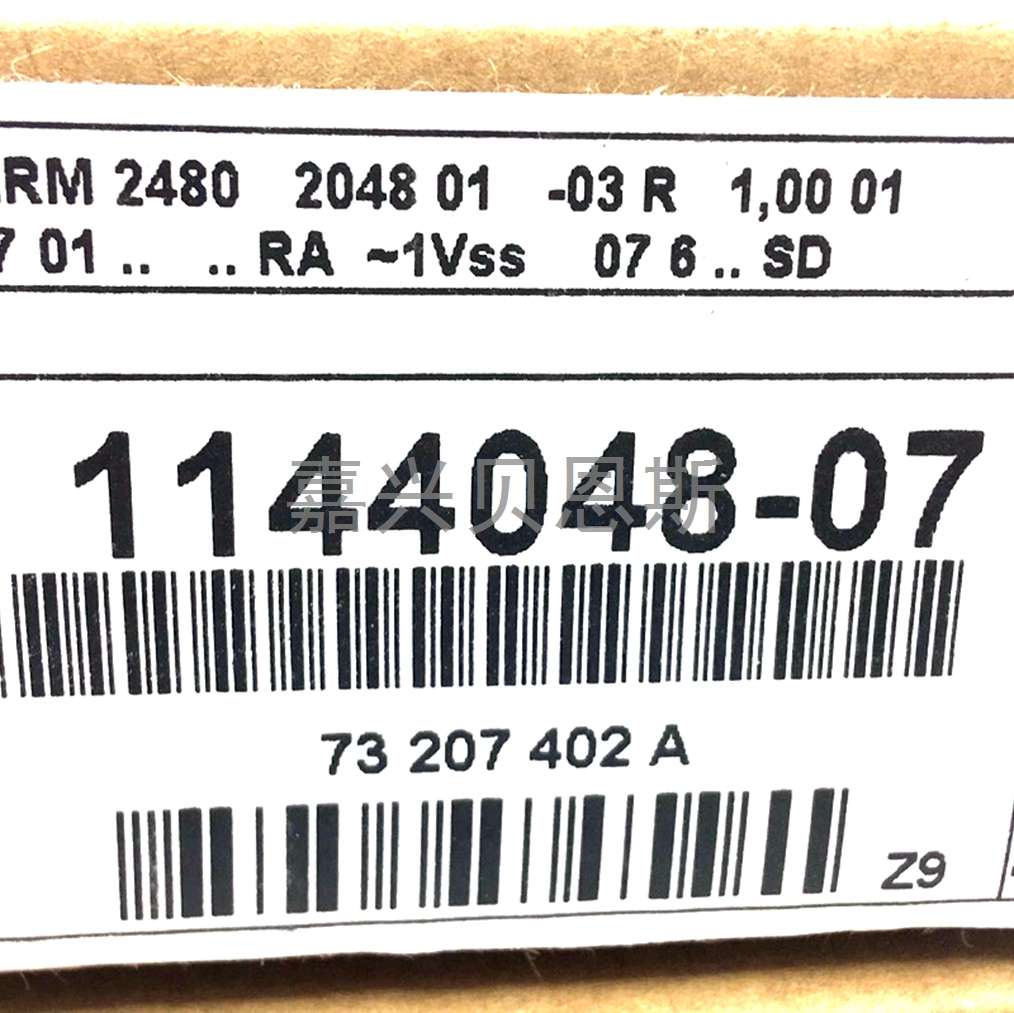 .RM 2480 2048 01 -03 R 1,00 01
7 01 .. .. RA ~1Vss 07 6 .. SD
1144048-07
嘉兴贝恩斯
73 207 402 A
Z9